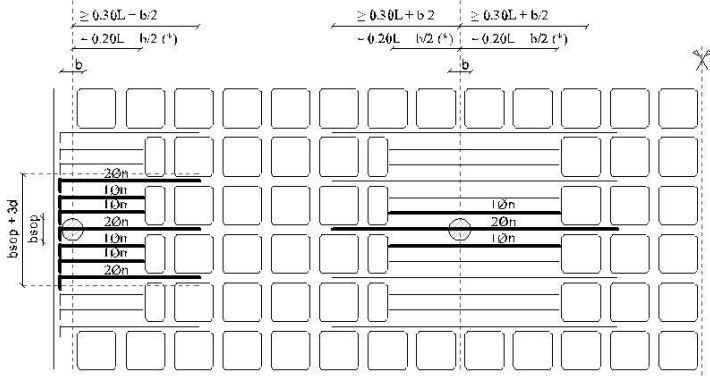 ≥ 0.30L – b/2
≥ 0.30L + b 2
≥ 0.30L + b/2
– 0.20L b/2 (*)
– 0.20L b/2 (*)
– 0.20L b/2 (*)
b
b
2Øn
1Øn
1Øn
2Øn
1Øn
1Øn
2Øn
1Øn
2Øn
1Øn
bsop + 3d
bsop